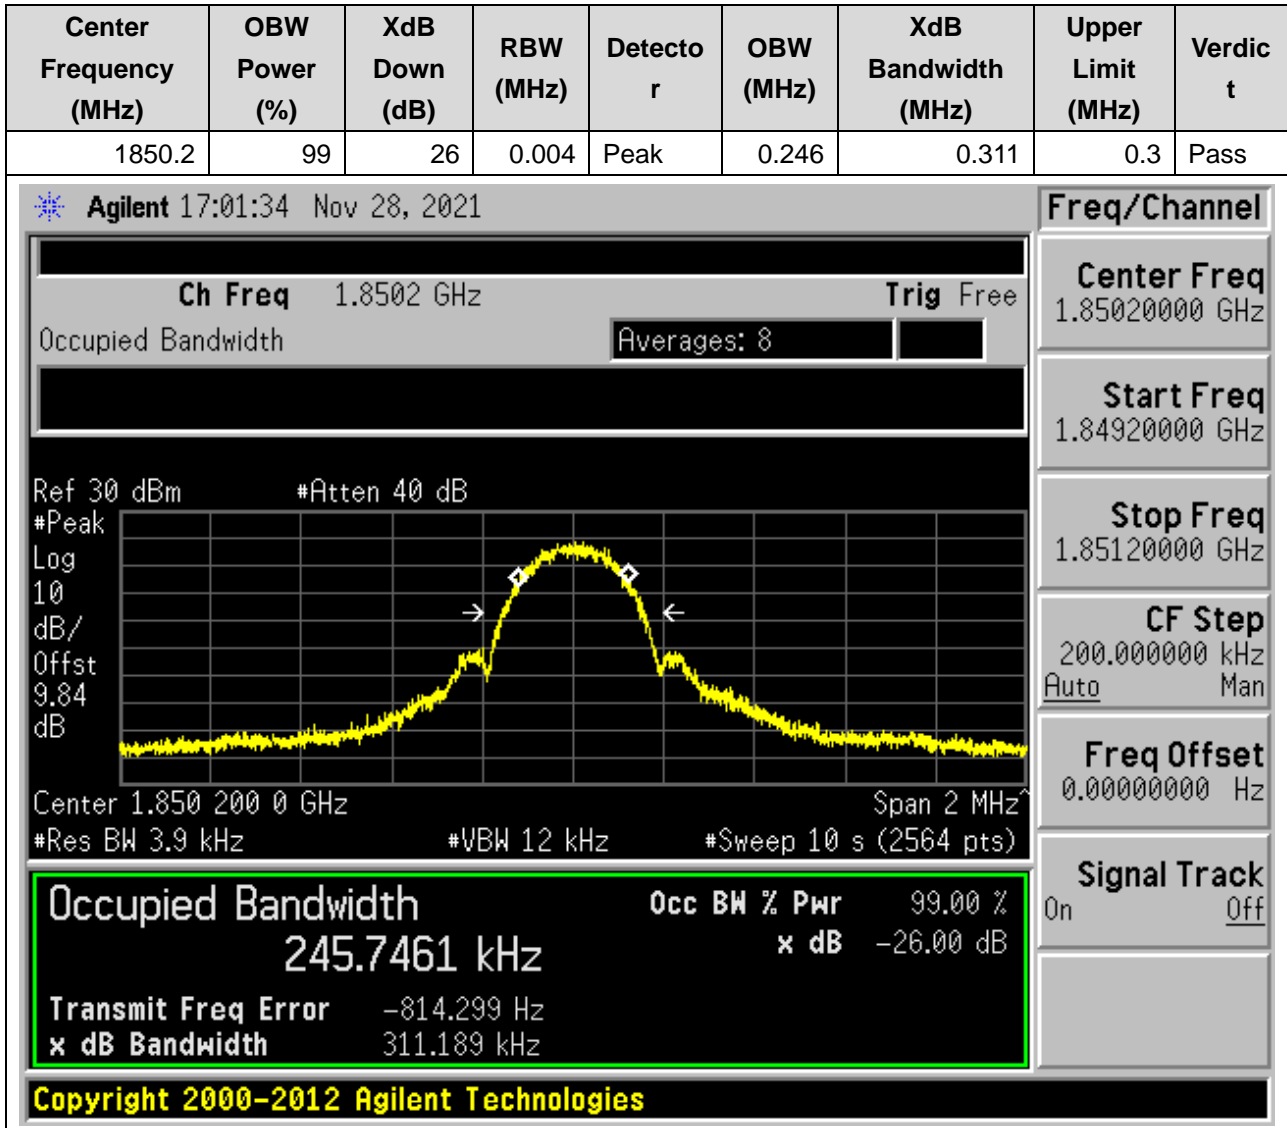 Center Frequency (MHz) OBW Power (%) XdB Down (dB) RBW (MHz) Detector OBW (MHz) XdB Bandwidth (MHz) Upper Limit (MHz) Verdict
1850.2 99 26 0.004 Peak 0.246 0.311 0.3 Pass
Agilent 17:01:34 Nov 28, 2021
Freq/Channel
Ch Freq 1.8502 GHz Trig Free
Occupied Bandwidth Averages: 8
Center Freq
1.85020000 GHz
Start Freq
1.84920000 GHz
Stop Freq
1.85120000 GHz
CF Step
200.000000 kHz
Auto Man
Freq Offset
0.00000000 Hz
Signal Track
On Off
Ref 30 dBm #Atten 40 dB
#Peak
Log
10
dB/
Offst
9.84
dB
Center 1.850 200 0 GHz Span 2 MHz^
#Res BW 3.9 kHz #VBW 12 kHz #Sweep 10 s (2564 pts)
Occupied Bandwidth Occ BW % Pwr 99.00 %
245.7461 kHz x dB -26.00 dB
Transmit Freq Error -814.299 Hz
x dB Bandwidth 311.189 kHz
Copyright 2000-2012 Agilent Technologies